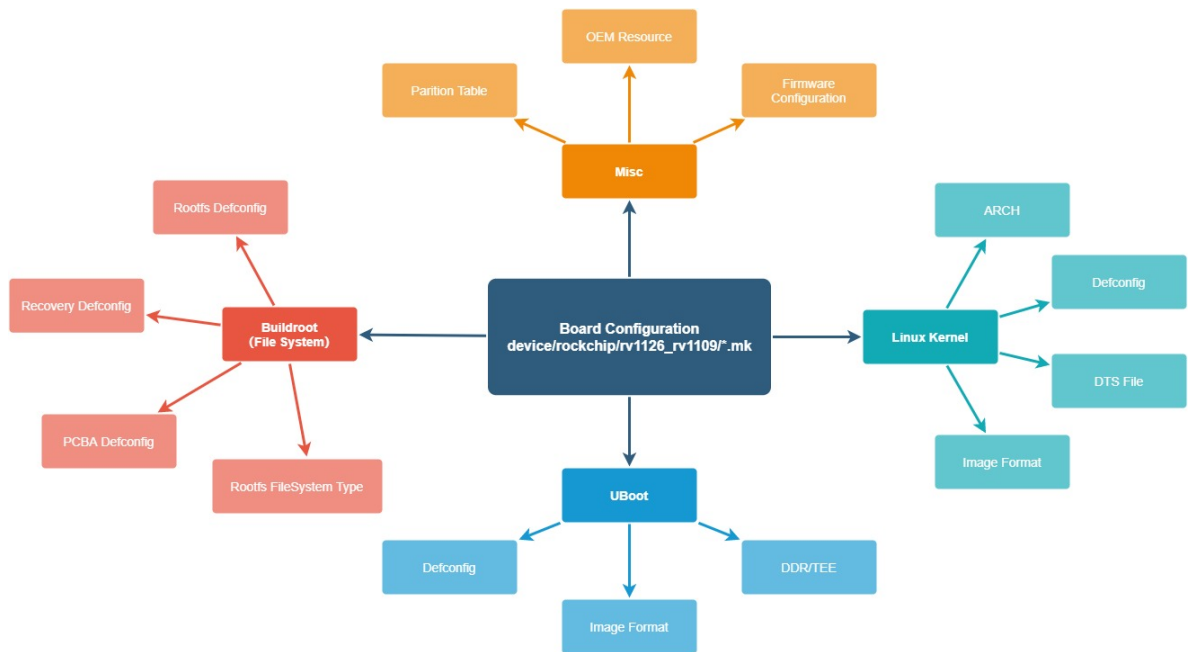 OEM Resource
Parition Table
Firmware
Configuration
Misc
Rootfs Defconfig
Recovery Defconfig
Buildroot
(File System)
PCBA Defconfig
Rootfs FileSystem Type
Board Configuration
device/rockchip/rv1126_rv1109/*.mk
ARCH
Defconfig
Linux Kernel
DTS File
Image Format
UBoot
Defconfig
DDR/TEE
Image Format